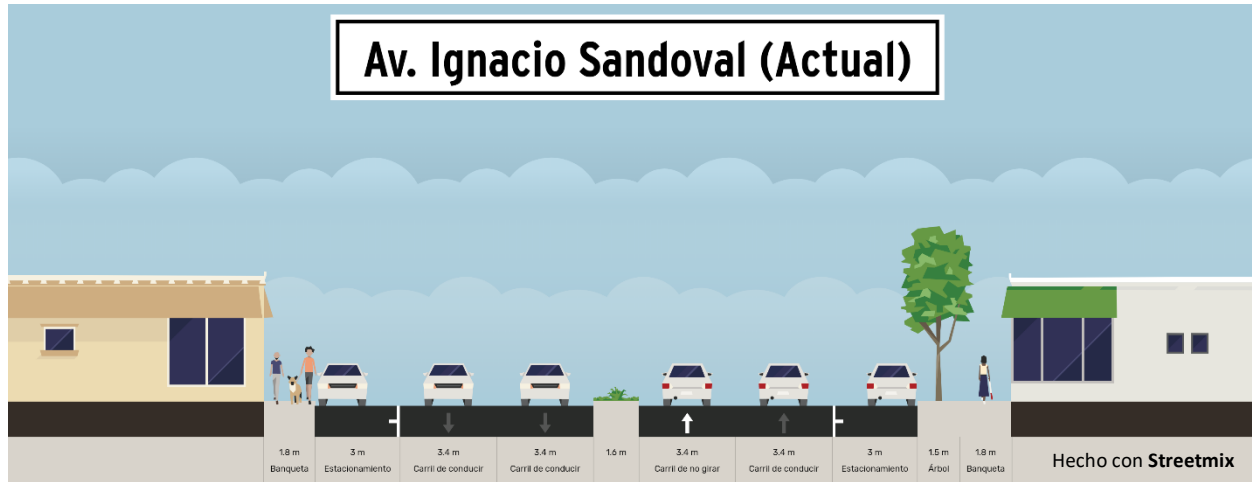 Av. Ignacio Sandoval (Actual)
1.8 m 3 m 3.4 m 3.4 m 1.6 m 3.4 m 3.4 m 3 m 1.5 m 1.8 m
Banqueta Estacionamiento Carril de conducir Carril de conducir Carril de no girar Carril de conducir Estacionamiento Árbol Banqueta
Hecho con Streetmix